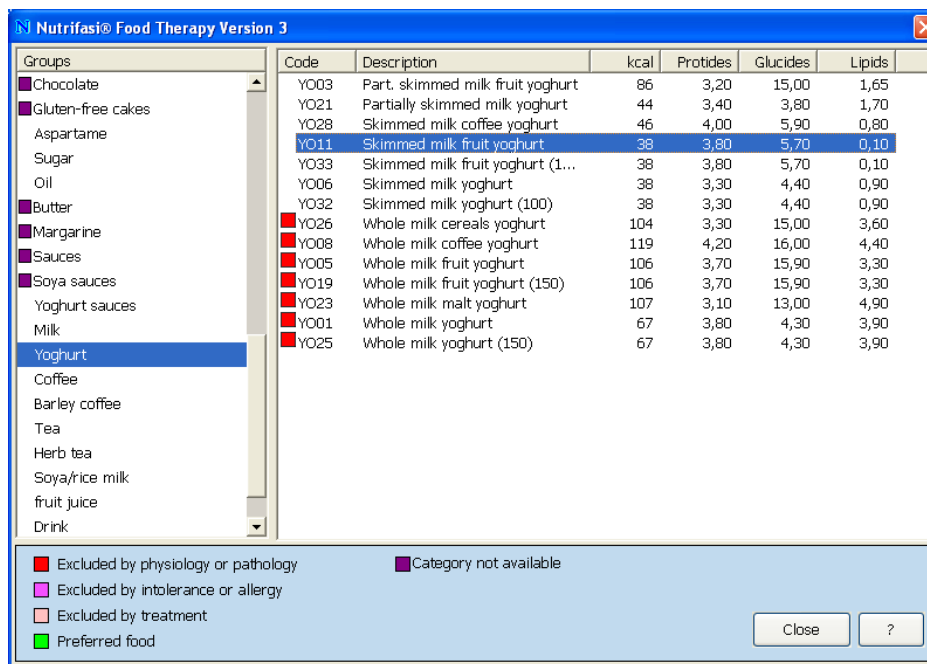 Nutrifasi® Food Therapy Version 3
Groups
Chocolate
Gluten-free cakes
Aspartame
Sugar
Oil
Butter
Margarine
Sauces
Soya sauces
Yoghurt sauces
Milk
Yoghurt
Coffee
Barley coffee
Tea
Herb tea
Soya/rice milk
fruit juice
Drink
Code Description kcal Protides Glucides Lipids
YO03 Part. skimmed milk fruit yoghurt 86 3,20 15,00 1,65
YO21 Partially skimmed milk yoghurt 44 3,40 3,80 1,70
YO28 Skimmed milk coffee yoghurt 46 4,00 5,90 0,80
YO11 Skimmed milk fruit yoghurt 38 3,80 5,70 0,10
YO33 Skimmed milk fruit yoghurt (1... 38 3,80 5,70 0,10
YO06 Skimmed milk yoghurt 38 3,30 4,40 0,90
YO32 Skimmed milk yoghurt (100) 38 3,30 4,40 0,90
YO26 Whole milk cereals yoghurt 104 3,30 15,00 3,60
YO08 Whole milk coffee yoghurt 119 4,20 16,00 4,40
YO05 Whole milk fruit yoghurt 106 3,70 15,90 3,30
YO19 Whole milk fruit yoghurt (150) 106 3,70 15,90 3,30
YO23 Whole milk malt yoghurt 107 3,10 13,00 4,90
YO01 Whole milk yoghurt 67 3,80 4,30 3,90
YO25 Whole milk yoghurt (150) 67 3,80 4,30 3,90
Excluded by physiology or pathology
Category not available
Excluded by intolerance or allergy
Excluded by treatment
Preferred food
Close
?